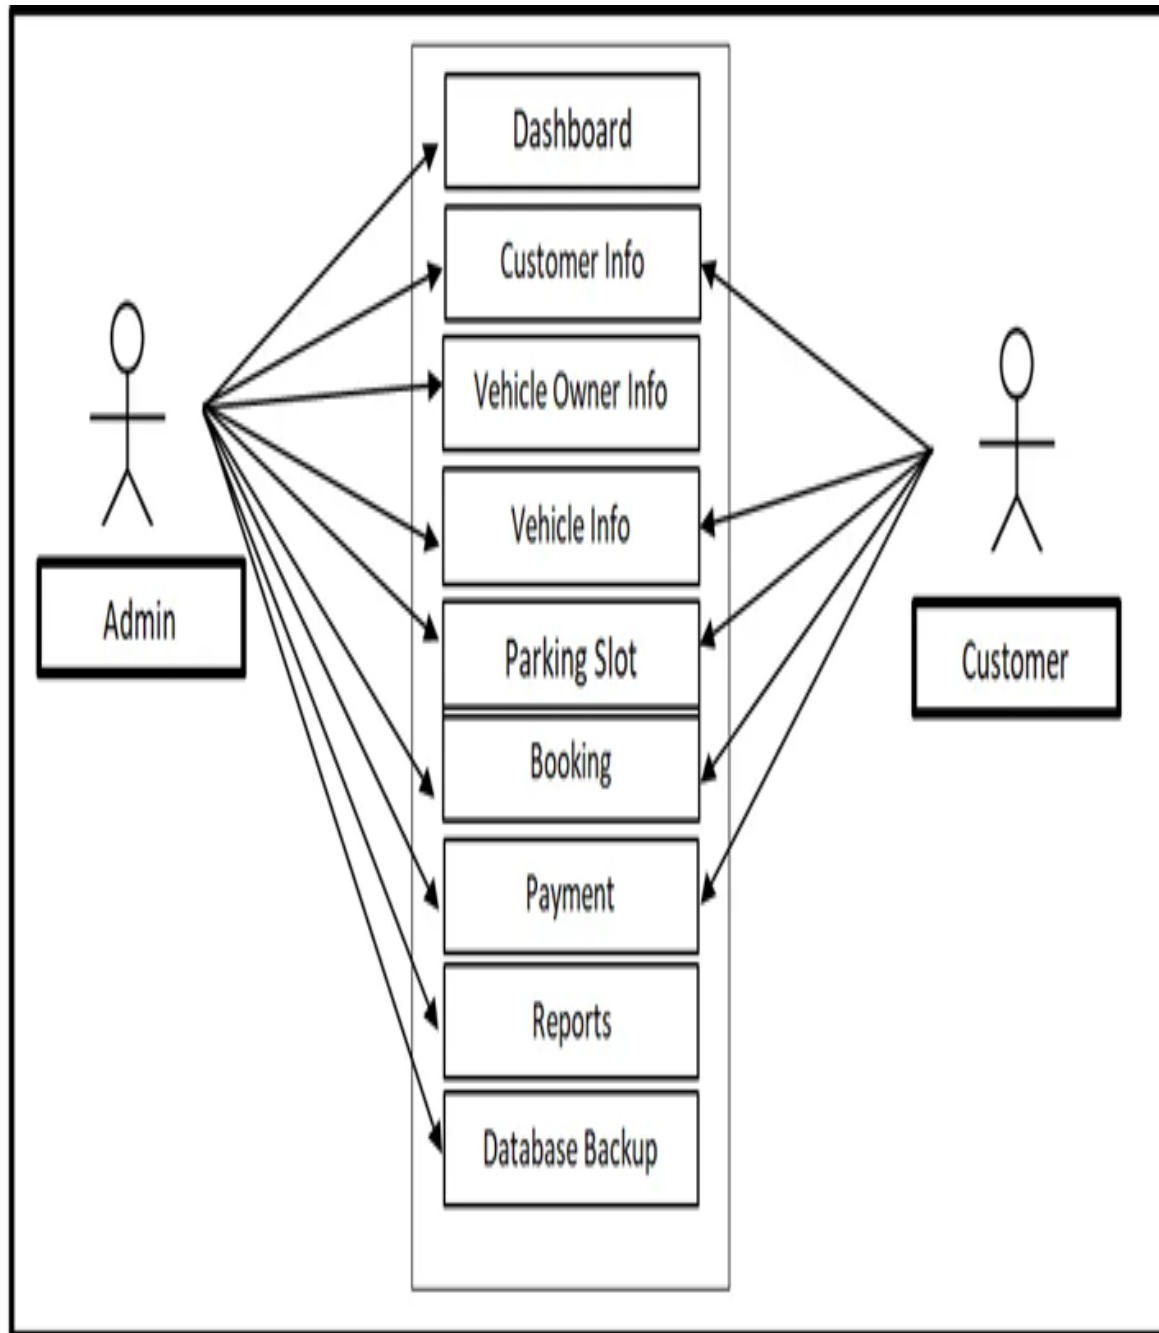 Dashboard
Customer Info
Vehicle Owner Info
Vehicle Info
Parking Slot
Booking
Payment
Reports
Database Backup
Admin
Customer